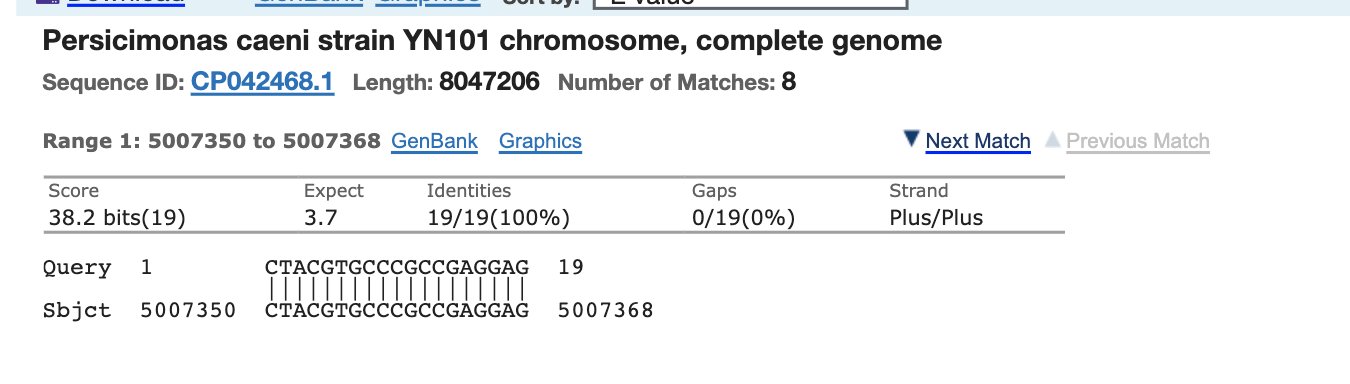 Download GenBank Graphics Sort by: E value
Persicimonas caeni strain YN101 chromosome, complete genome
Sequence ID: CP042468.1 Length: 8047206 Number of Matches: 8
Range 1: 5007350 to 5007368 GenBank Graphics ▼ Next Match ▲ Previous Match
Score Expect Identities Gaps Strand
38.2 bits(19) 3.7 19/19(100%) 0/19(0%) Plus/Plus
Query 1 CTACGTGCCCGCCGAGGAG 19
|||||||||||||||||||
Sbjct 5007350 CTACGTGCCCGCCGAGGAG 5007368